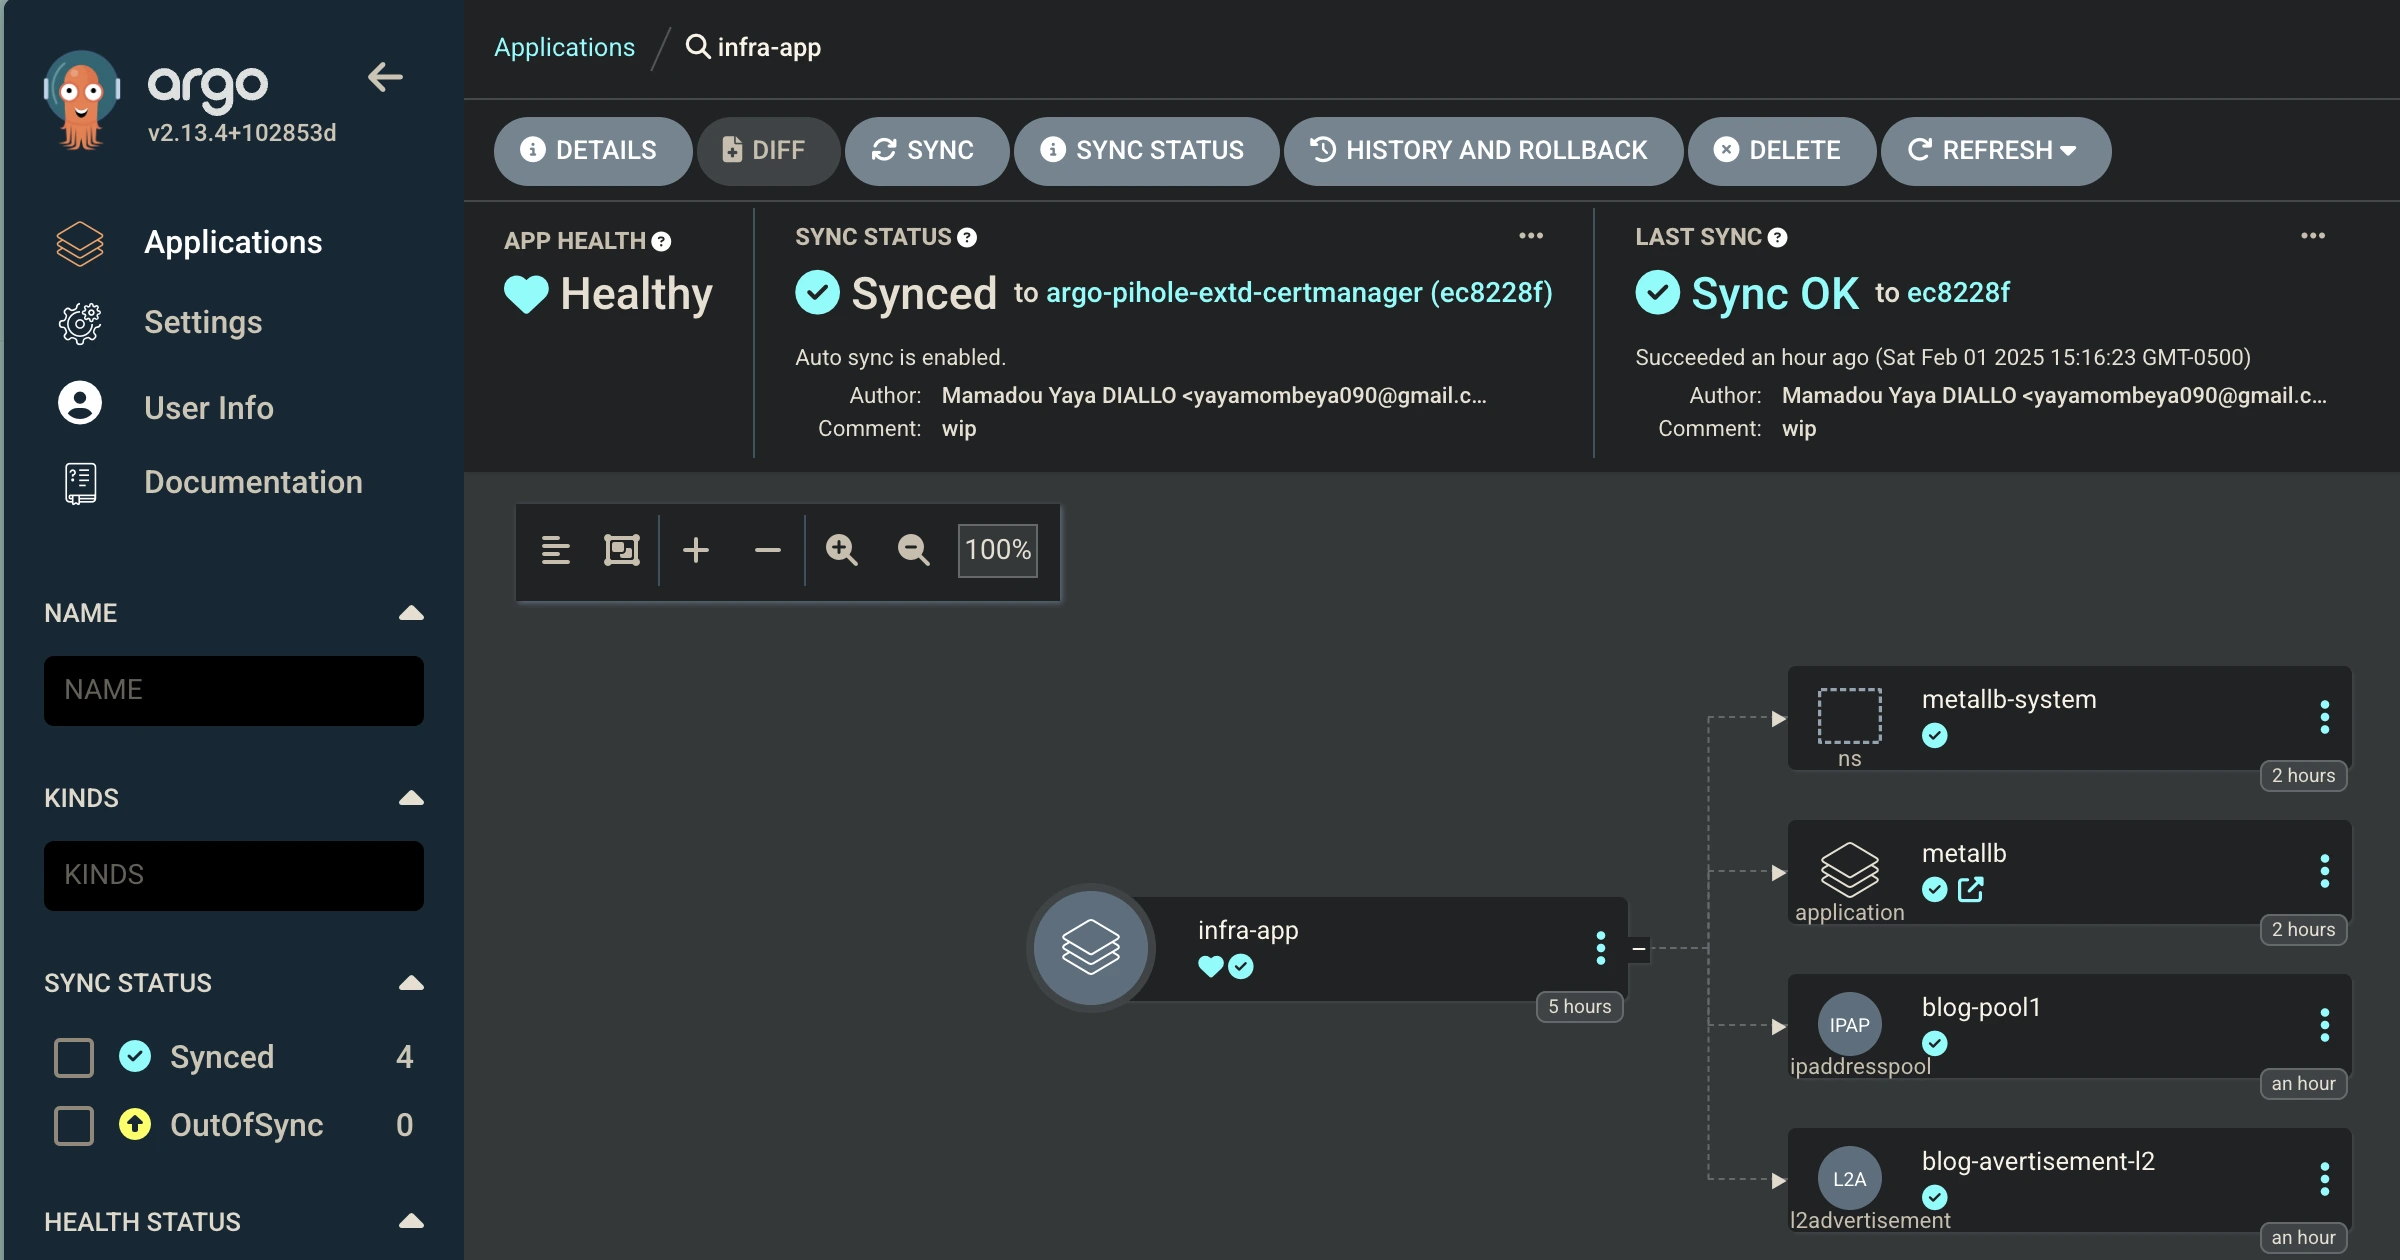 argo
v2.13.4+102853d
Applications
Settings
User Info
Documentation
NAME
NAME
KINDS
KINDS
SYNC STATUS
Synced 4
OutOfSync 0
HEALTH STATUS
Applications / infra-app
DETAILS DIFF SYNC SYNC STATUS HISTORY AND ROLLBACK DELETE REFRESH
APP HEALTH
Healthy
SYNC STATUS
Synced to argo-pihole-extd-certmanager (ec8228f)
Auto sync is enabled.
Author: Mamadou Yaya DIALLO <yayamombeya090@gmail.c...
Comment: wip
LAST SYNC
Sync OK to ec8228f
Succeeded an hour ago (Sat Feb 01 2025 15:16:23 GMT-0500)
Author: Mamadou Yaya DIALLO <yayamombeya090@gmail.c...
Comment: wip
100%
infra-app
5 hours
metallb-system
ns
2 hours
metallb
application
2 hours
IPAP
blog-pool1
ipaddresspool
an hour
L2A
blog-avertisement-l2
l2advertisement
an hour